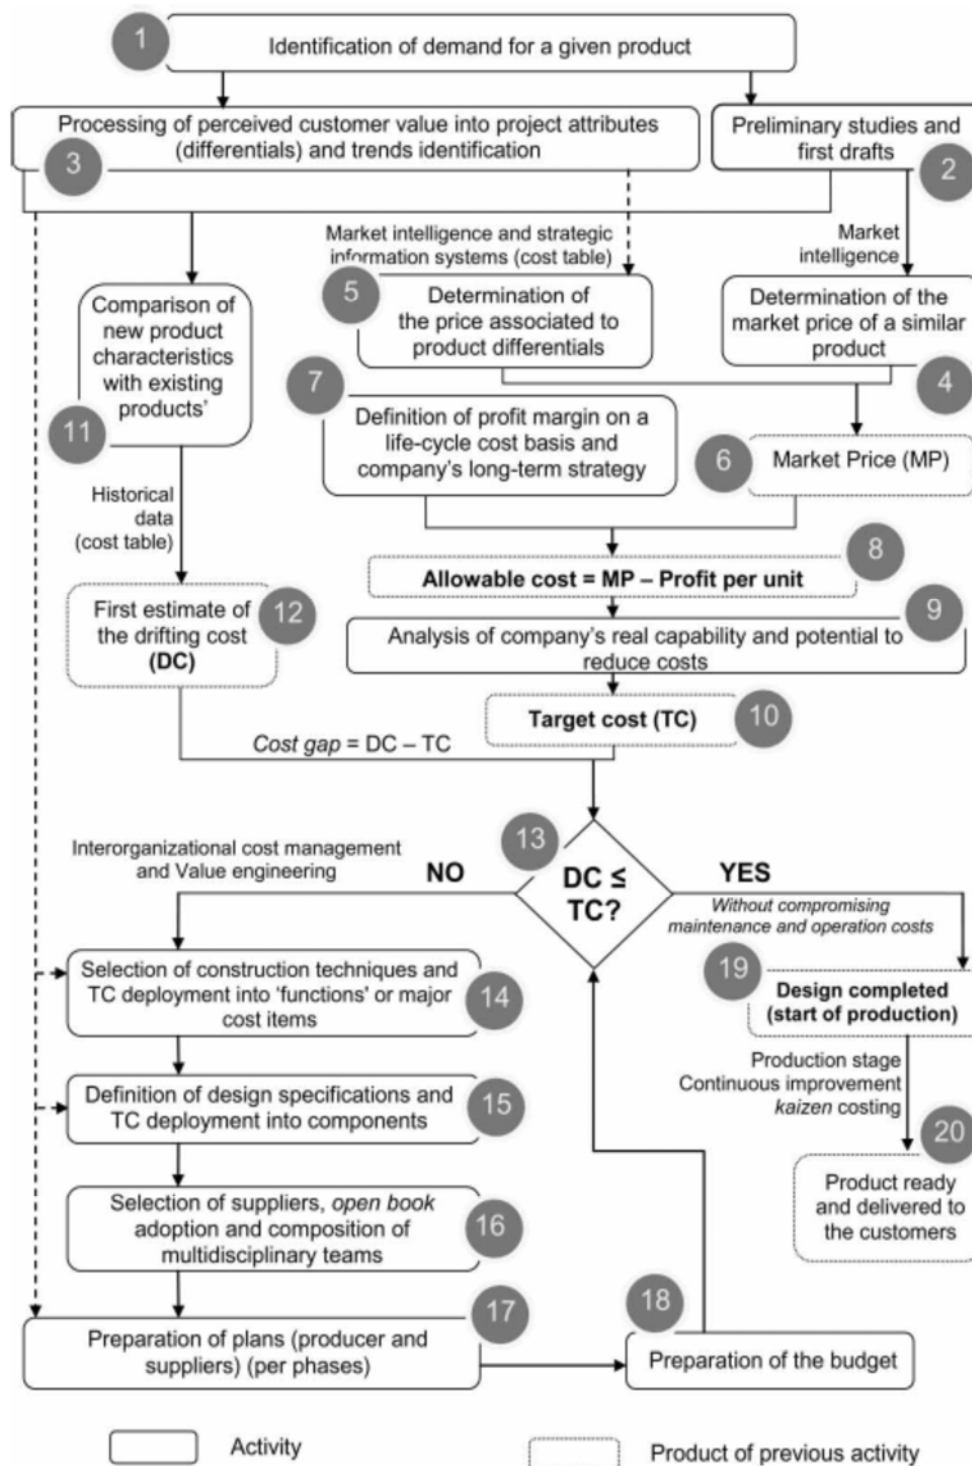 1
Identification of demand for a given product
Processing of perceived customer value into project attributes
(differentials) and trends identification
3
Preliminary studies and
first drafts
2
Market intelligence and strategic
information systems (cost table)
Market
intelligence
5
Determination of
the price associated to
product differentials
Determination of the
market price of a similar
product
4
Comparison of
new product
characteristics
with existing
products'
11
7
Definition of profit margin on a
life-cycle cost basis and
company's long-term strategy
6
Market Price (MP)
Historical
data
(cost table)
8
Allowable cost = MP – Profit per unit
12
First estimate of
the drifting cost
(DC)
9
Analysis of company's real capability and potential to
reduce costs
Target cost (TC)
10
Cost gap = DC – TC
13
DC ≤
TC?
Interorganizational cost management
and Value engineering
NO
YES
Without compromising
maintenance and operation costs
Selection of construction techniques and
TC deployment into 'functions' or major
cost items
14
19
Design completed
(start of production)
Definition of design specifications and
TC deployment into components
15
Production stage
Continuous improvement
kaizen costing
20
Product ready
and delivered to
the customers
Selection of suppliers, open book
adoption and composition of
multidisciplinary teams
16
17
Preparation of plans (producer and
suppliers) (per phases)
18
Preparation of the budget
Activity
Product of previous activity